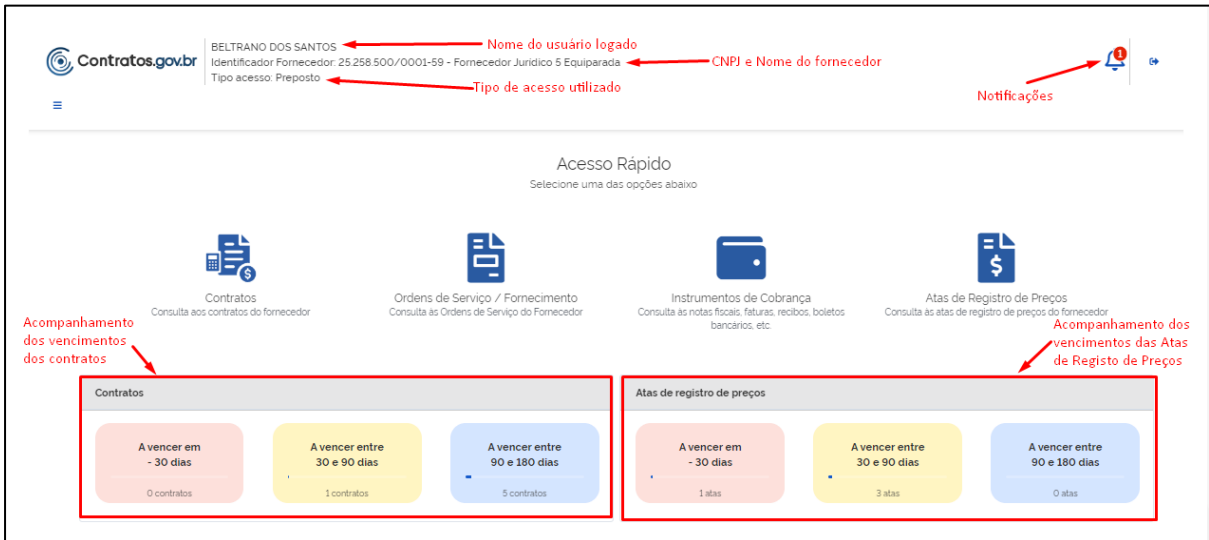 Contratos.gov.br
BELTRANO DOS SANTOS
Nome do usuário logado
Identificador Fornecedor: 25.258.500/0001-59 - Fornecedor Jurídico 5 Equiparada
CNPJ e Nome do fornecedor
Tipo acesso: Preposto
Tipo de acesso utilizado
1
Notificações
Acesso Rápido
Selecione uma das opções abaixo
Contratos
Consulta aos contratos do fornecedor
Ordens de Serviço / Fornecimento
Consulta às Ordens de Serviço do Fornecedor
Instrumentos de Cobrança
Consulta às notas fiscais, faturas, recibos, boletos
bancários, etc
Atas de Registro de Preços
Consulta às atas de registro de preços do fornecedor
Acompanhamento
dos vencimentos
dos contratos
Acompanhamento dos
vencimentos das Atas
de Registo de Preços
Contratos
A vencer em
- 30 dias
0 contratos
A vencer entre
30 e 90 dias
1 contratos
A vencer entre
90 e 180 dias
5 contratos
Atas de registro de preços
A vencer em
- 30 dias
1 atas
A vencer entre
30 e 90 dias
3 atas
A vencer entre
90 e 180 dias
0 atas